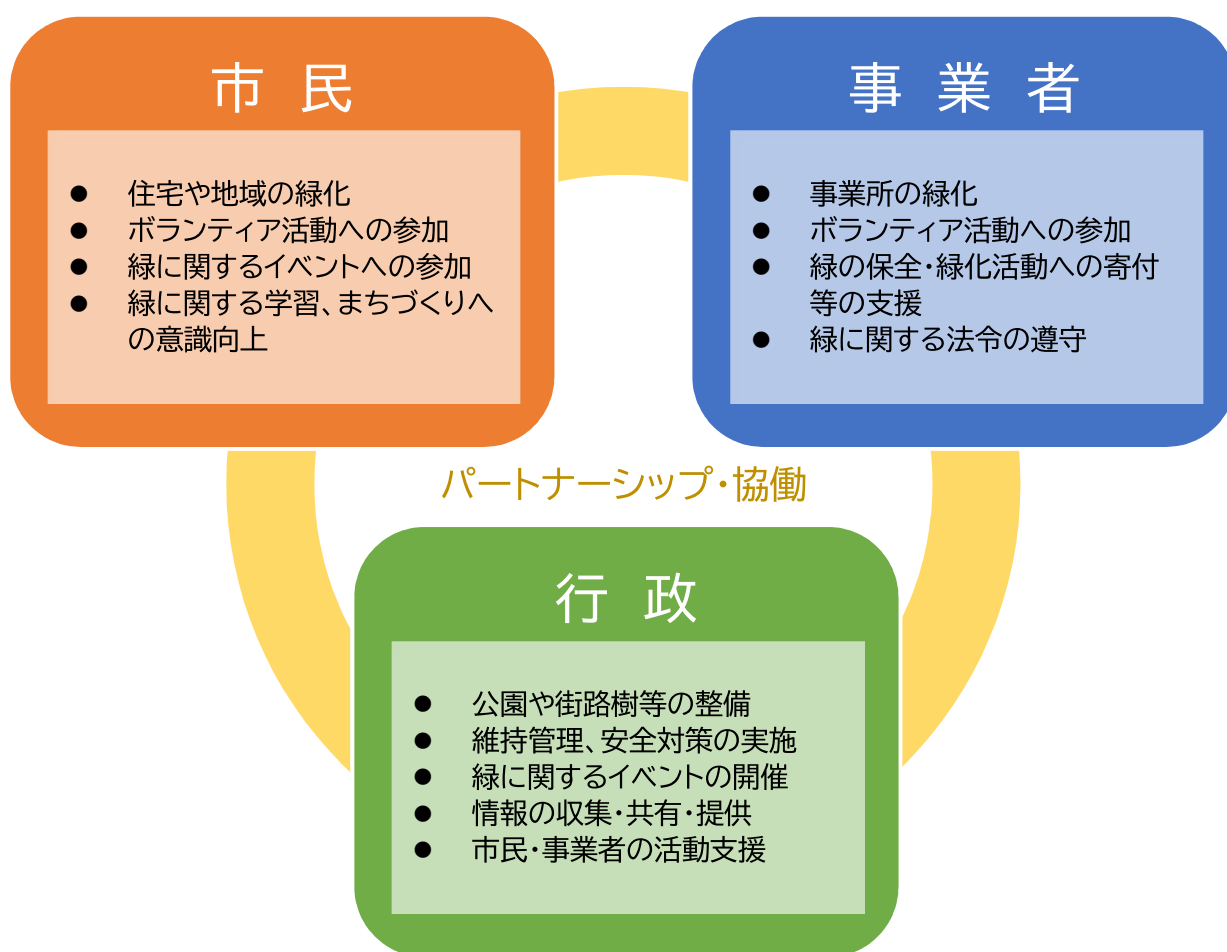 市 民
● 住宅や地域の緑化
● ボランティア活動への参加
● 緑に関するイベントへの参加
● 緑に関する学習、まちづくりへ
の意識向上
事 業 者
● 事業所の緑化
● ボランティア活動への参加
● 緑の保全・緑化活動への寄付
等の支援
● 緑に関する法令の遵守
パートナーシップ・協働
行 政
● 公園や街路樹等の整備
● 維持管理、安全対策の実施
● 緑に関するイベントの開催
● 情報の収集・共有・提供
● 市民・事業者の活動支援